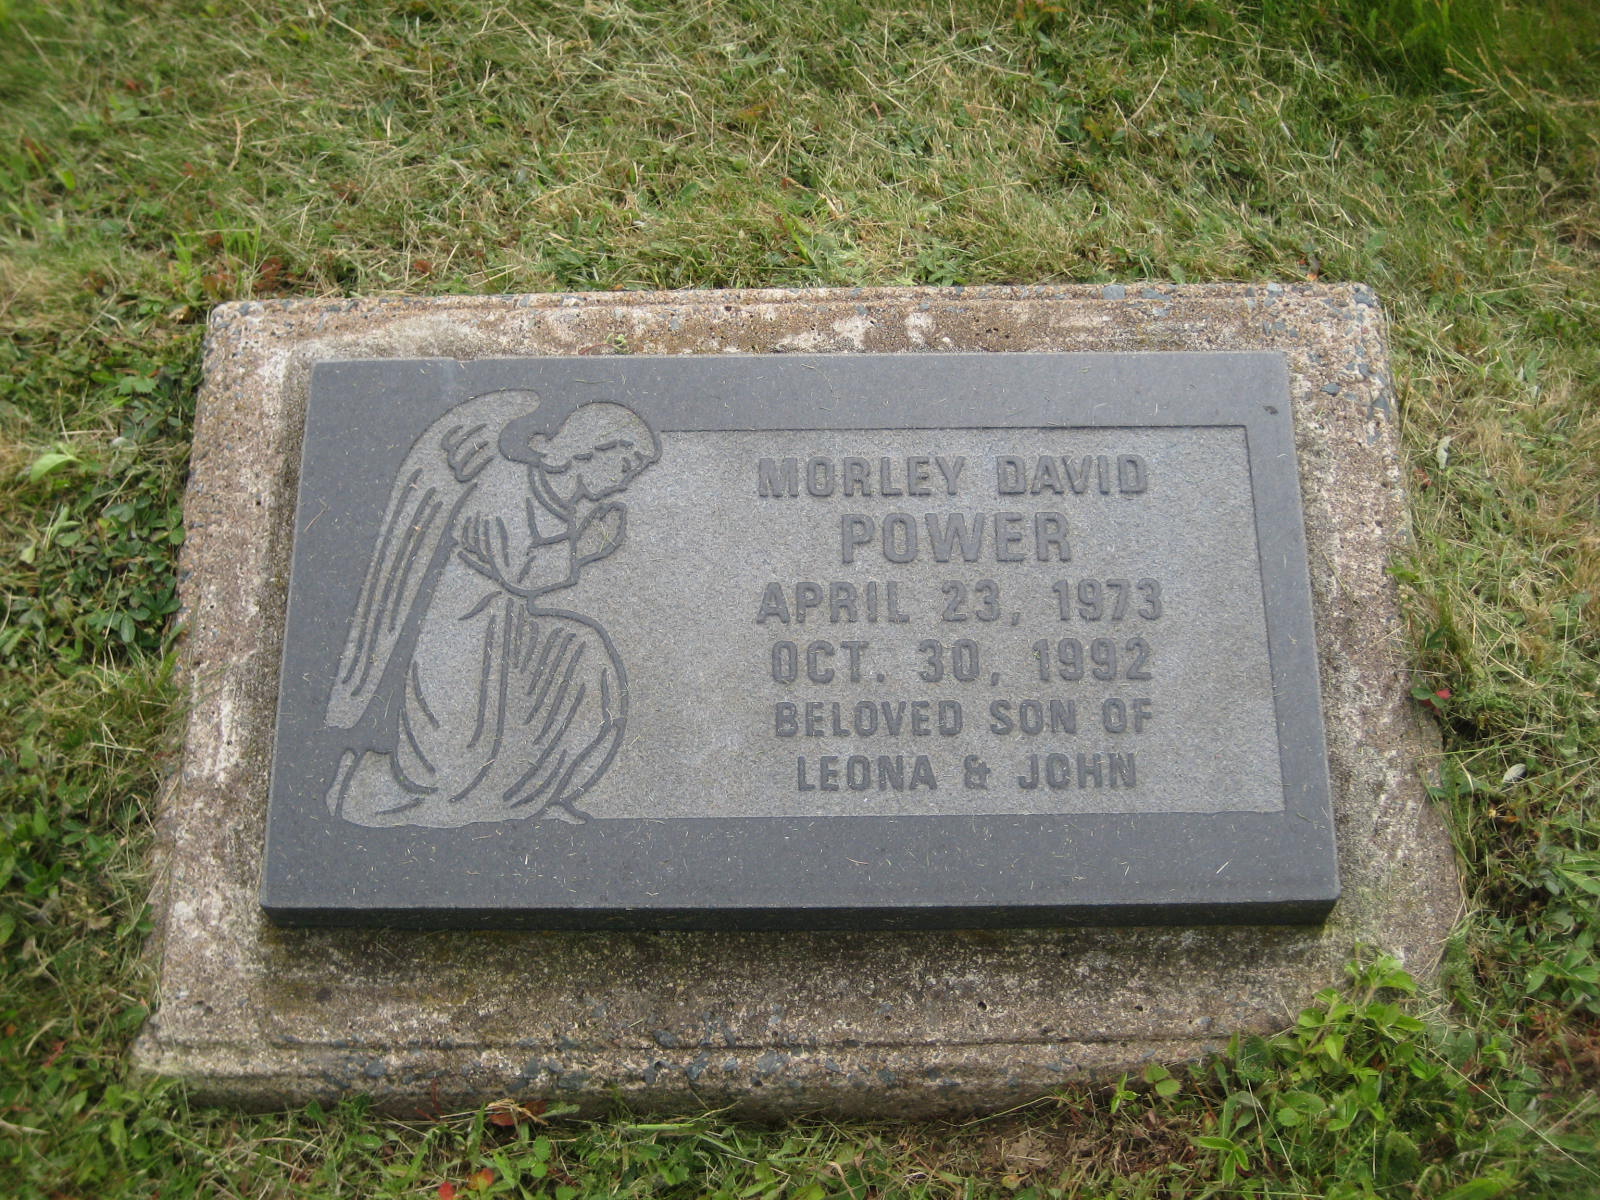 MORLEY DAVID
POWER
APRIL 23, 1973
OCT. 30, 1992
BELOVED SON OF
LEONA & JOHN